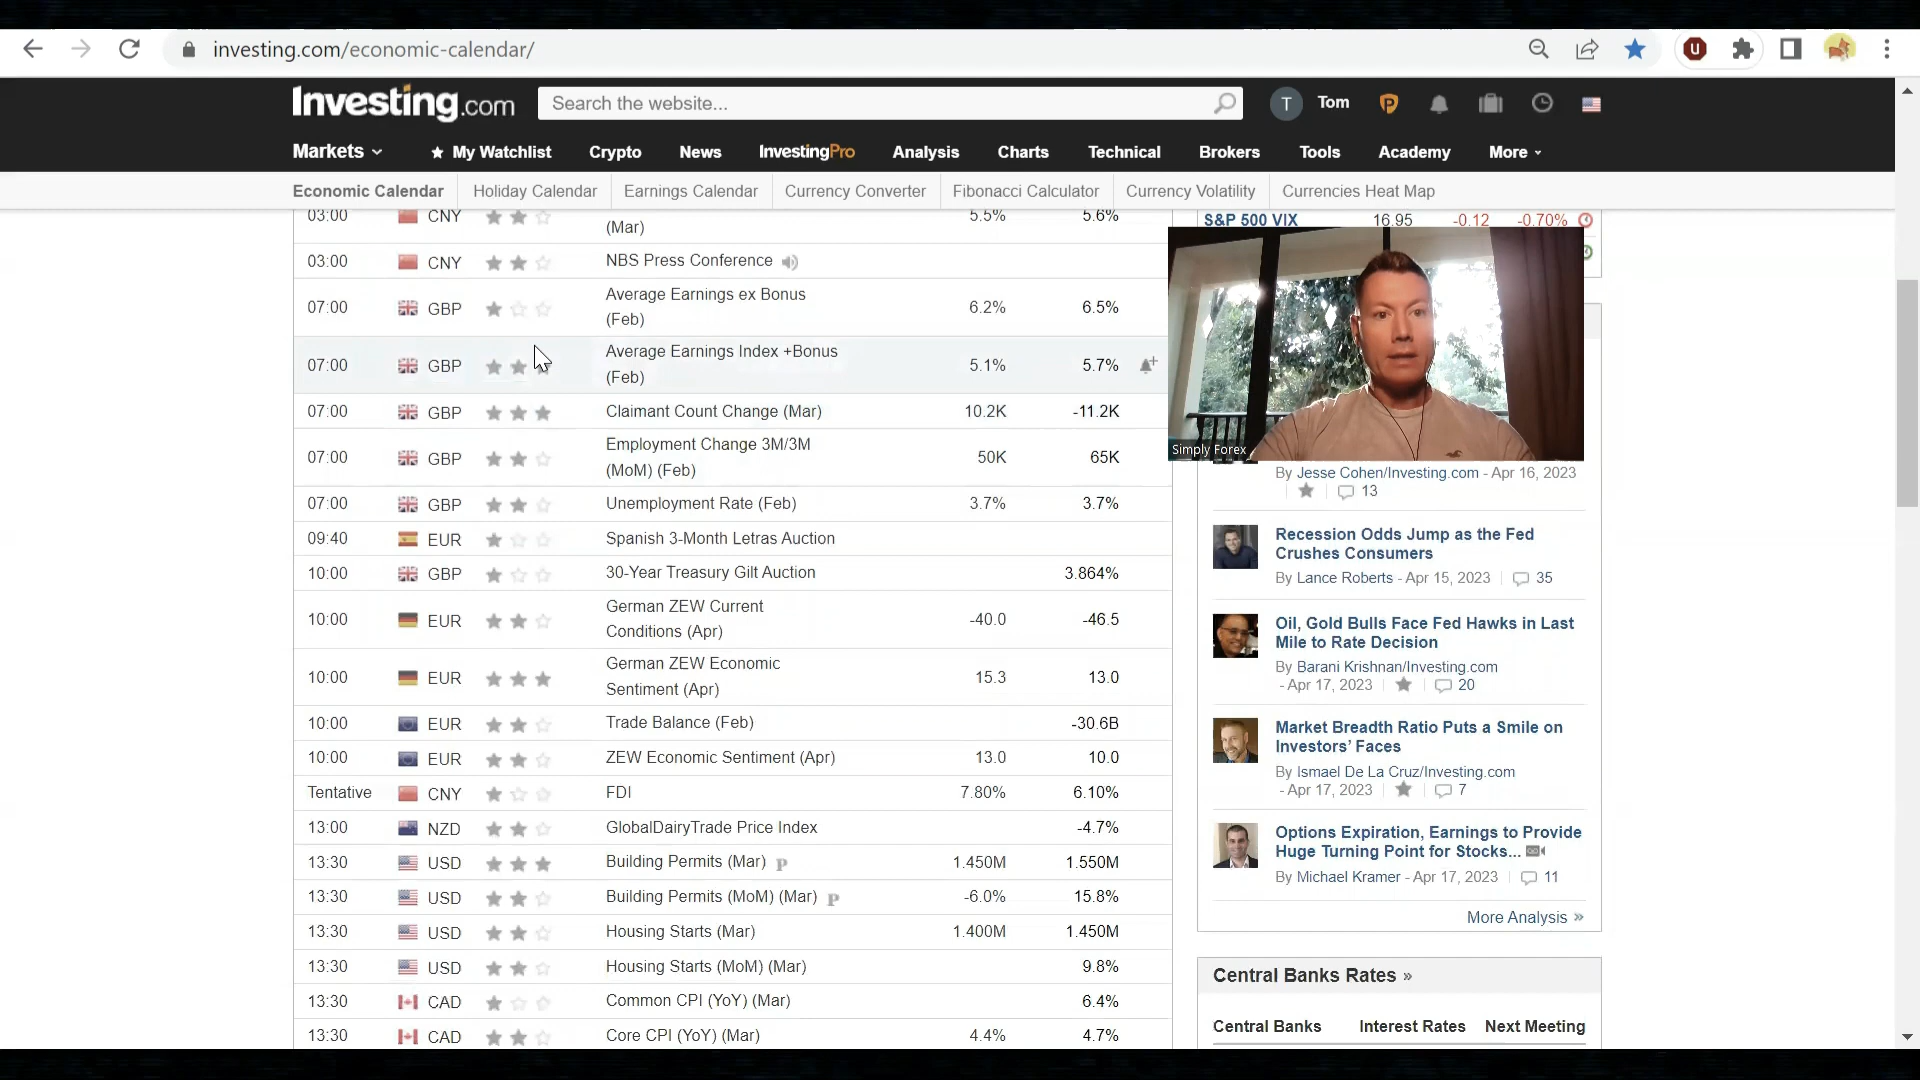 investing.com/economic-calendar/
Investing.com
Search the website...
T Tom
Markets
My Watchlist Crypto News InvestingPro Analysis Charts Technical Brokers Tools Academy More
Economic Calendar Holiday Calendar Earnings Calendar Currency Converter Fibonacci Calculator Currency Volatility Currencies Heat Map
03:00 CNY (Mar) 5.5% 5.6%
03:00 CNY NBS Press Conference
07:00 GBP Average Earnings ex Bonus 6.2% 6.5%
(Feb)
07:00 GBP Average Earnings Index +Bonus 5.1% 5.7%
(Feb)
07:00 GBP Claimant Count Change (Mar) 10.2K -11.2K
07:00 GBP Employment Change 3M/3M 50K 65K
(MoM) (Feb)
07:00 GBP Unemployment Rate (Feb) 3.7% 3.7%
09:40 EUR Spanish 3-Month Letras Auction
10:00 GBP 30-Year Treasury Gilt Auction 3.864%
10:00 EUR German ZEW Current -40.0 -46.5
Conditions (Apr)
10:00 EUR German ZEW Economic 15.3 13.0
Sentiment (Apr)
10:00 EUR Trade Balance (Feb) -30.6B
10:00 EUR ZEW Economic Sentiment (Apr) 13.0 10.0
Tentative CNY FDI 7.80% 6.10%
13:00 NZD GlobalDairyTrade Price Index -4.7%
13:30 USD Building Permits (Mar) P 1.450M 1.550M
13:30 USD Building Permits (MoM) (Mar) P -6.0% 15.8%
13:30 USD Housing Starts (Mar) 1.400M 1.450M
13:30 USD Housing Starts (MoM) (Mar) 9.8%
13:30 CAD Common CPI (YoY) (Mar) 6.4%
13:30 CAD Core CPI (YoY) (Mar) 4.4% 4.7%
S&P 500 VIX 16.95 -0.12 -0.70%
Simply Forex
By Jesse Cohen/Investing.com - Apr 16, 2023
13
Recession Odds Jump as the Fed
Crushes Consumers
By Lance Roberts - Apr 15, 2023 35
Oil, Gold Bulls Face Fed Hawks in Last
Mile to Rate Decision
By Barani Krishnan/Investing.com
- Apr 17, 2023 20
Market Breadth Ratio Puts a Smile on
Investors' Faces
By Ismael De La Cruz/Investing.com
- Apr 17, 2023 7
Options Expiration, Earnings to Provide
Huge Turning Point for Stocks...
By Michael Kramer - Apr 17, 2023 11
More Analysis »
Central Banks Rates »
Central Banks Interest Rates Next Meeting